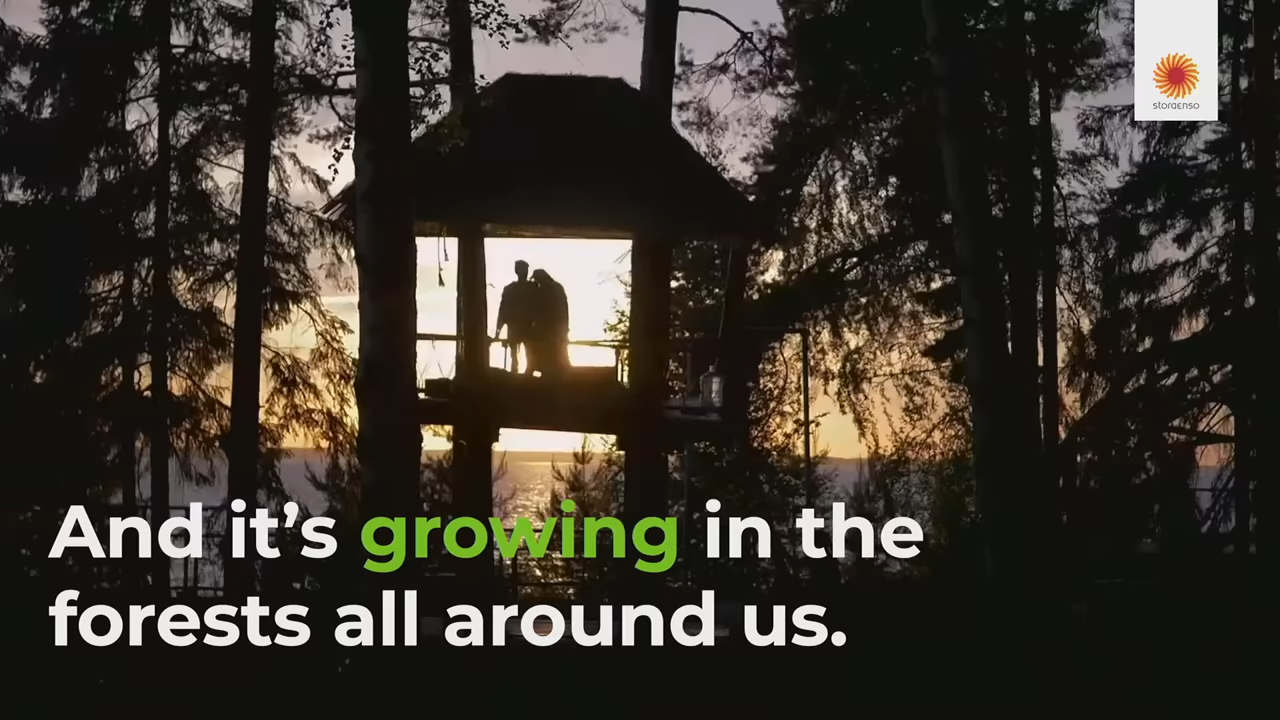 storaenso
And it's growing in the
forests all around us.